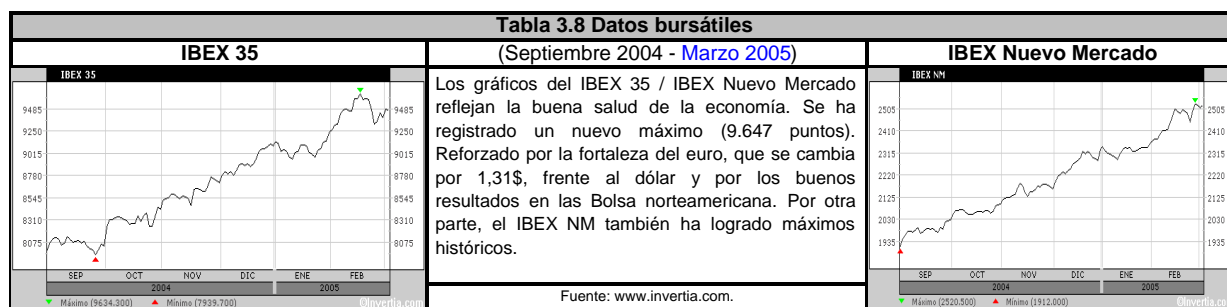 Tabla 3.8 Datos bursátiles
IBEX 35
(Septiembre 2004 - Marzo 2005)
IBEX Nuevo Mercado
IBEX 35
9485
9250
9015
8780
8545
8310
8075
9485
9250
9015
8780
8545
8310
8075
SEP OCT NOV DIC ENE FEB
2004 2005
Máximo (9634.300) Mínimo (7939.700)
©Invertia.com
Los gráficos del IBEX 35 / IBEX Nuevo Mercado
reflejan la buena salud de la economía. Se ha
registrado un nuevo máximo (9.647 puntos).
Reforzado por la fortaleza del euro, que se cambia
por 1,31$, frente al dólar y por los buenos
resultados en las Bolsa norteamericana. Por otra
parte, el IBEX NM también ha logrado máximos
históricos.
Fuente: www.invertia.com.
IBEX NM
2505
2410
2315
2220
2125
2030
1935
2505
2410
2315
2220
2125
2030
1935
SEP OCT NOV DIC ENE FEB
2004 2005
Máximo (2520.500) Mínimo (1912.000)
©Invertia.com